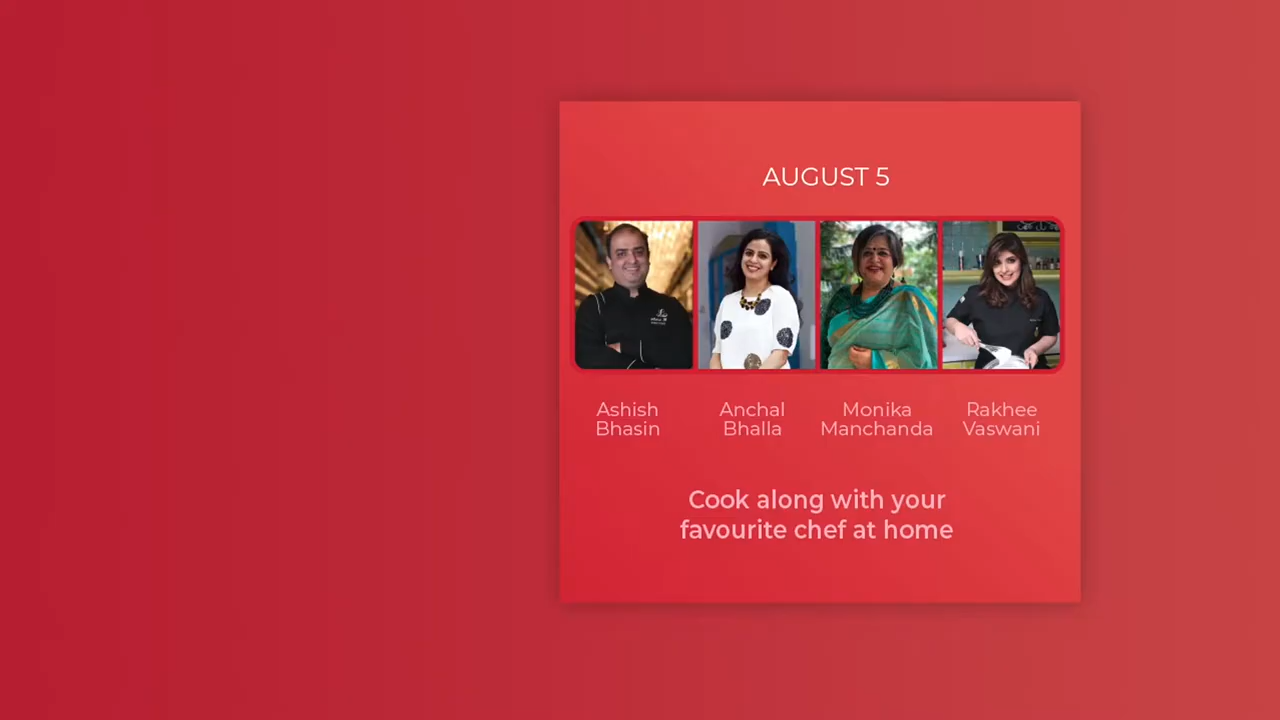 AUGUST 5
Ashish
Bhasin
Anchal
Bhalla
Monika
Manchanda
Rakhee
Vaswani
Cook along with your
favourite chef at home